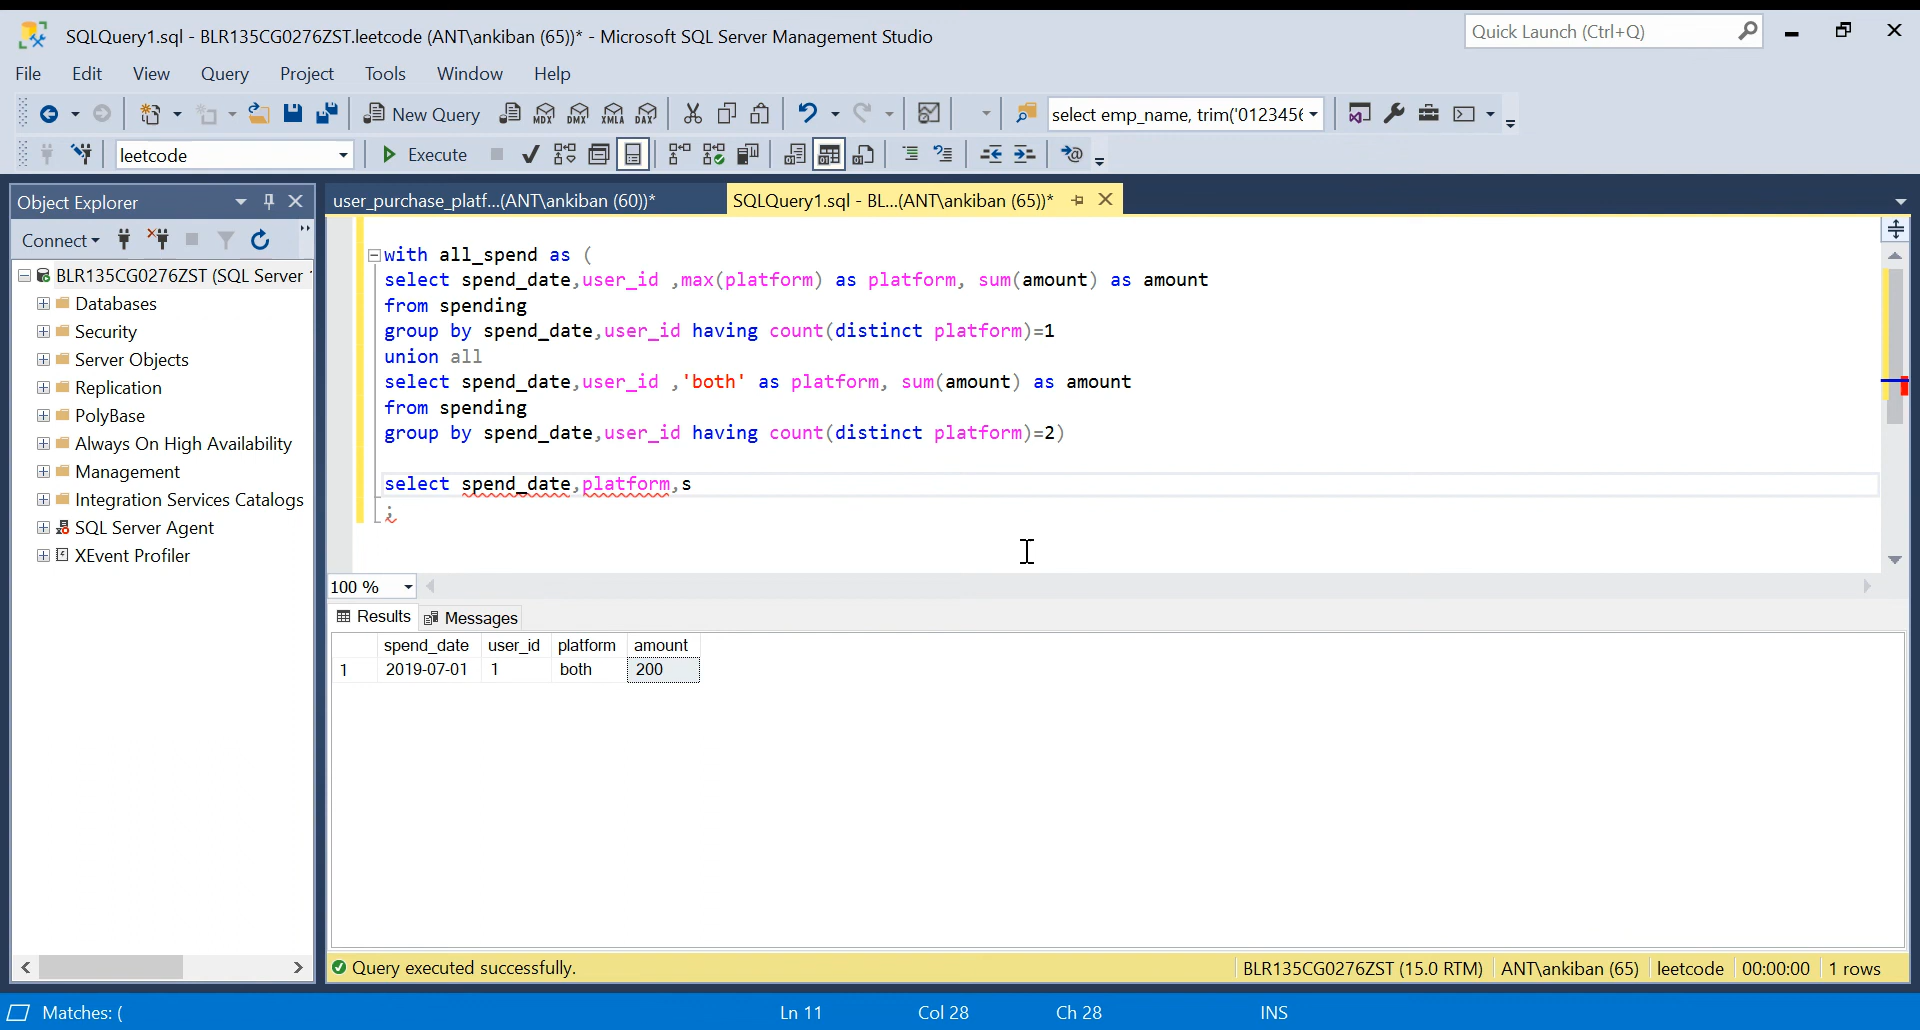 SQLQuery1.sql - BLR135CG0276ZST.leetcode (ANT\ankiban (65))* - Microsoft SQL Server Management Studio
Quick Launch (Ctrl+Q)
File Edit View Query Project Tools Window Help
New Query MDX DMX XMLA DAX select emp_name, trim('0123456
leetcode Execute
Object Explorer
user_purchase_platf...(ANT\ankiban (60))*
SQLQuery1.sql - BL...(ANT\ankiban (65))*
Connect
BLR135CG0276ZST (SQL Server
Databases
Security
Server Objects
Replication
PolyBase
Always On High Availability
Management
Integration Services Catalogs
SQL Server Agent
XEvent Profiler
with all_spend as (
select spend_date,user_id ,max(platform) as platform, sum(amount) as amount
from spending
group by spend_date,user_id having count(distinct platform)=1
union all
select spend_date,user_id ,'both' as platform, sum(amount) as amount
from spending
group by spend_date,user_id having count(distinct platform)=2)
select spend_date,platform,s
;
100 %
Results Messages
spend_date user_id platform amount
1 2019-07-01 1 both 200
Query executed successfully.
BLR135CG0276ZST (15.0 RTM) ANT\ankiban (65) leetcode 00:00:00 1 rows
Matches: ( Ln 11 Col 28 Ch 28 INS